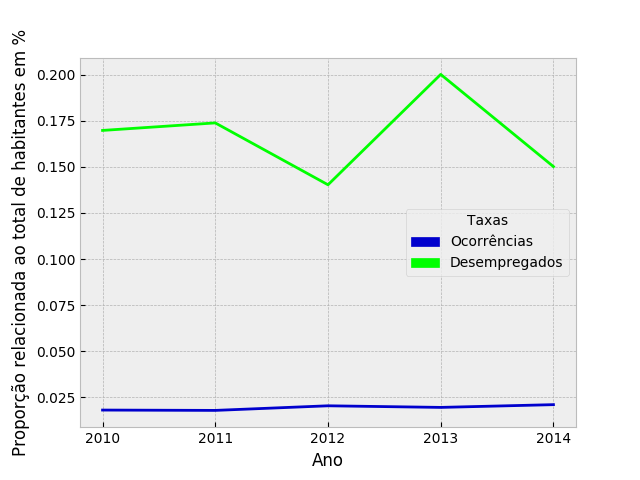 Proporção relacionada ao total de habitantes em %
0.200
0.175
0.150
0.125
0.100
0.075
0.050
0.025
Taxas
Ocorrências
Desempregados
2010 2011 2012 2013 2014
Ano